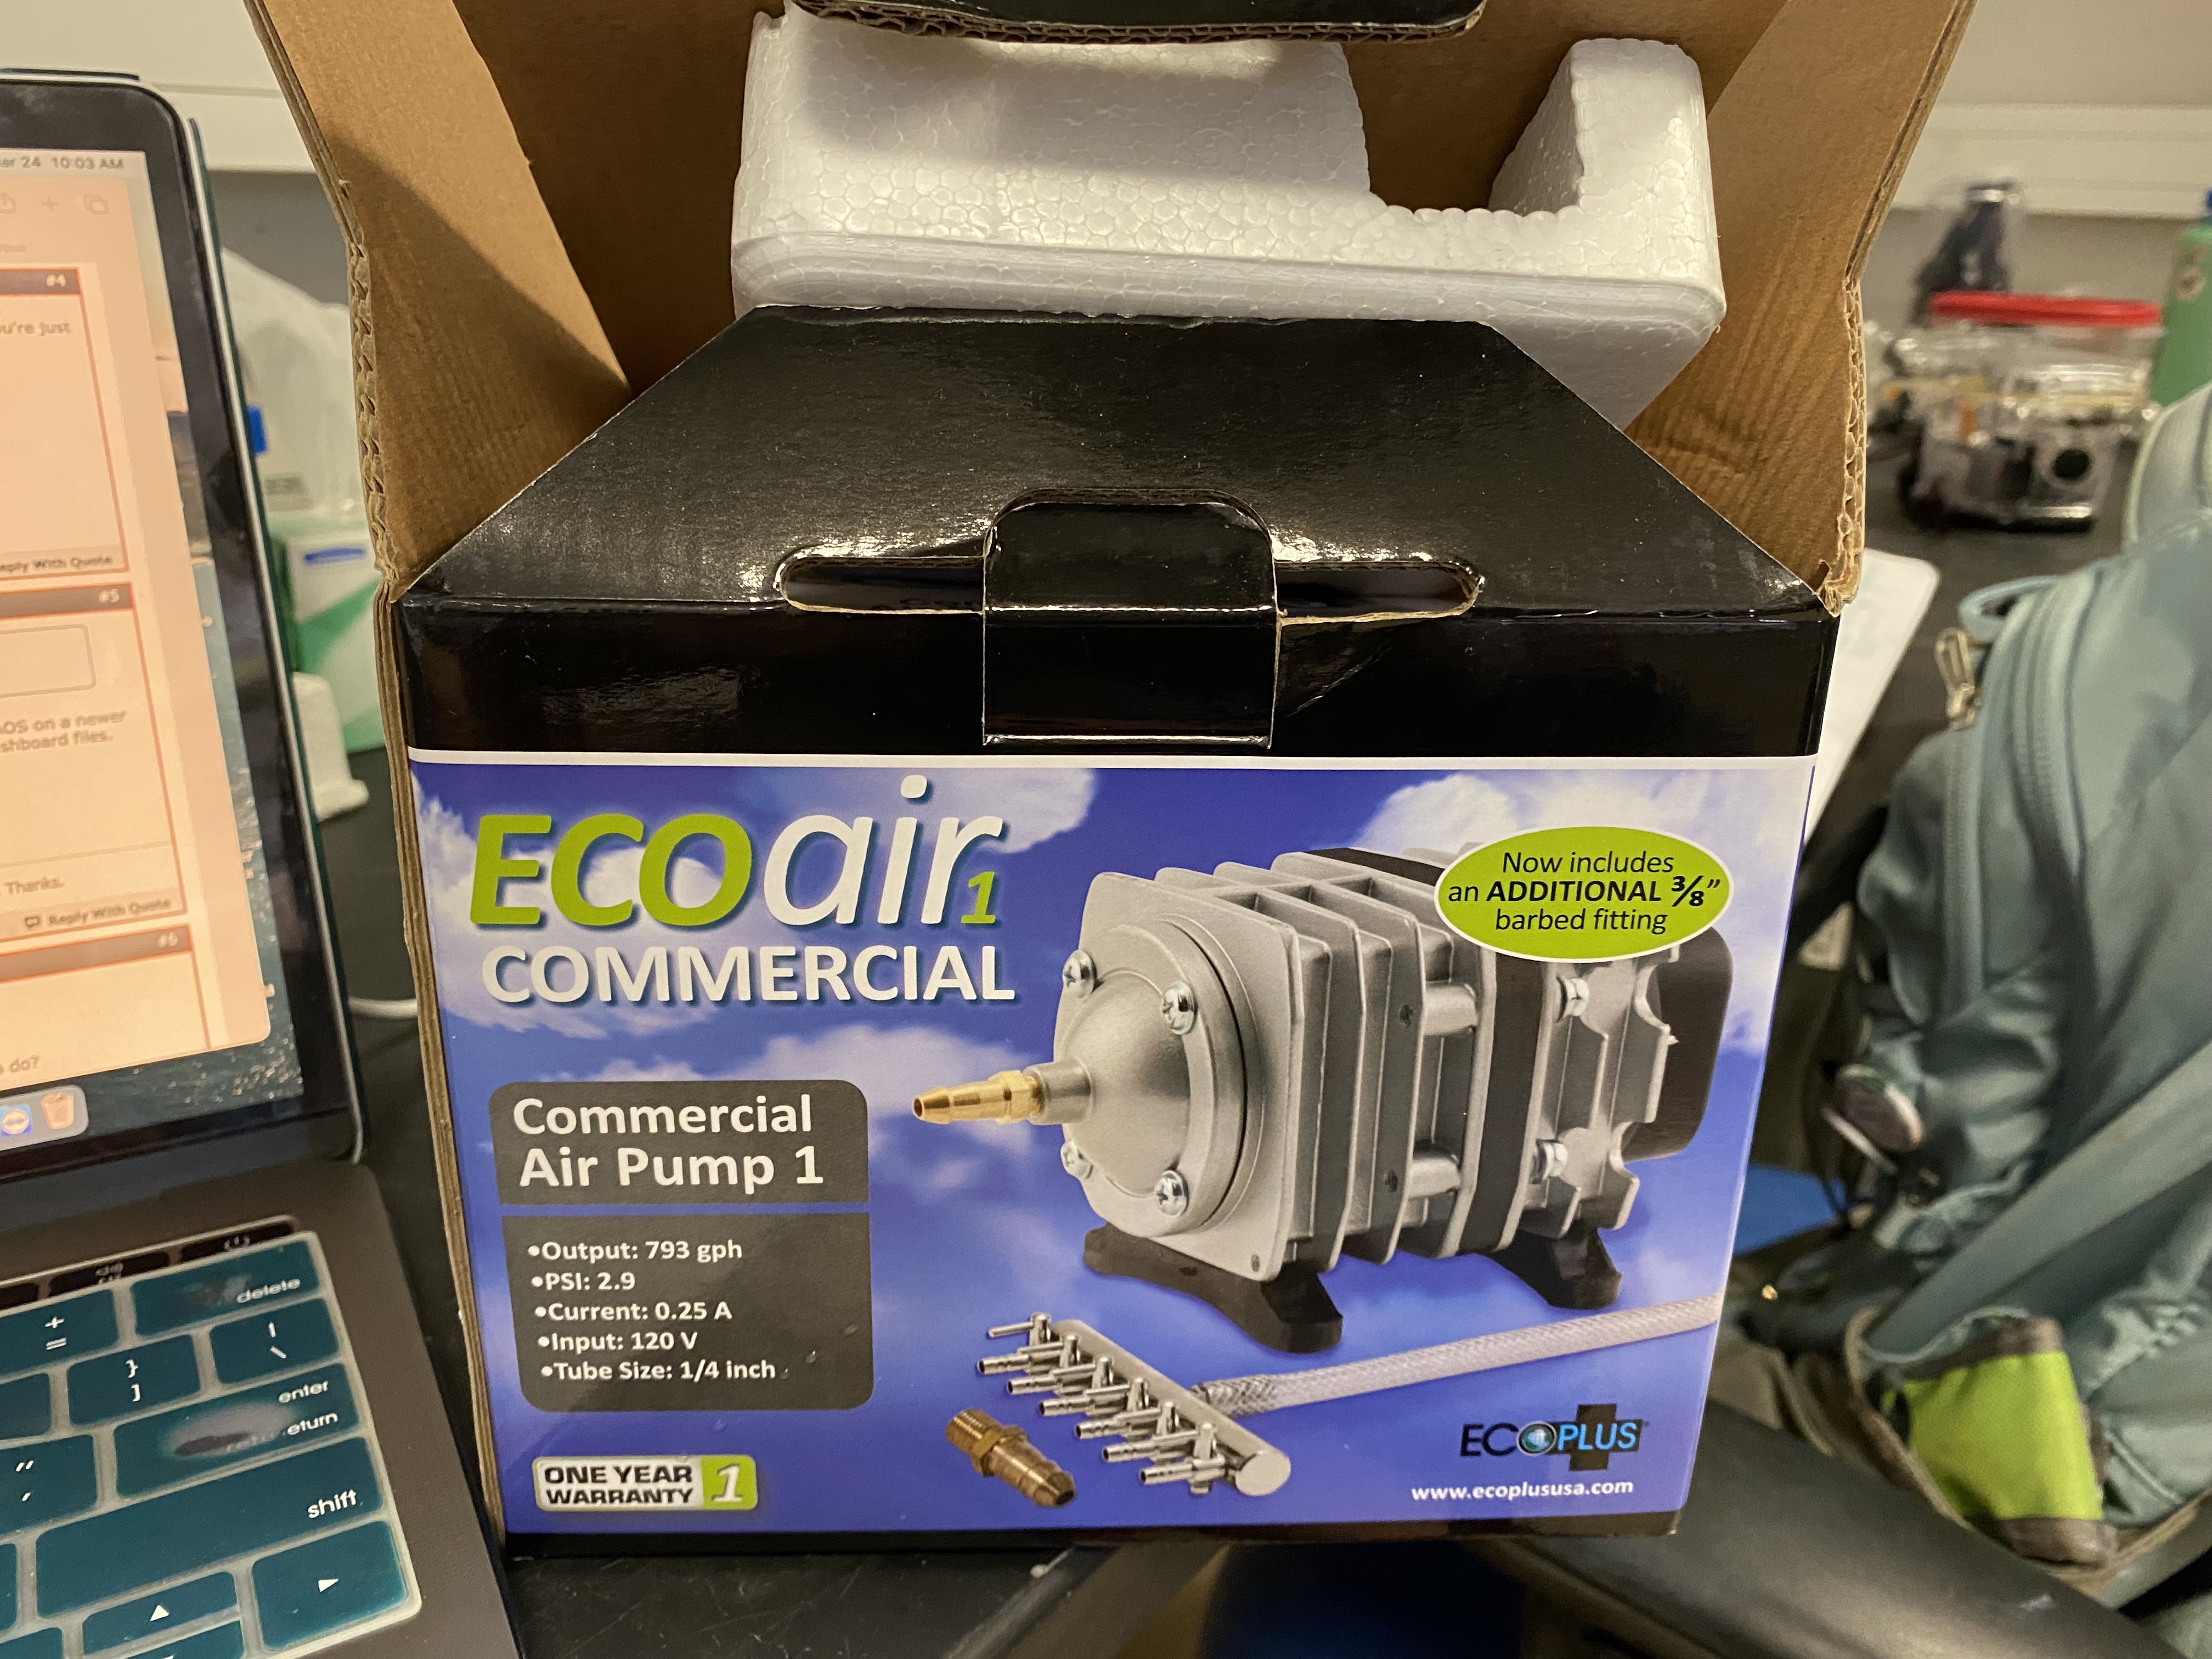 24 10:03 AM
#4
u're just
Reply With Quote
#5
OS on a newer
shboard files.
Thanks.
Reply With Quote
#6
do?
delete
+
=
}
]
|
\
enter
return
"
'
shift
ECOair1
COMMERCIAL
Now includes
an ADDITIONAL 3/8"
barbed fitting
Commercial
Air Pump 1
•Output: 793 gph
•PSI: 2.9
•Current: 0.25 A
•Input: 120 V
•Tube Size: 1/4 inch
ONE YEAR
WARRANTY 1
ECOPLUS
www.ecoplususa.com